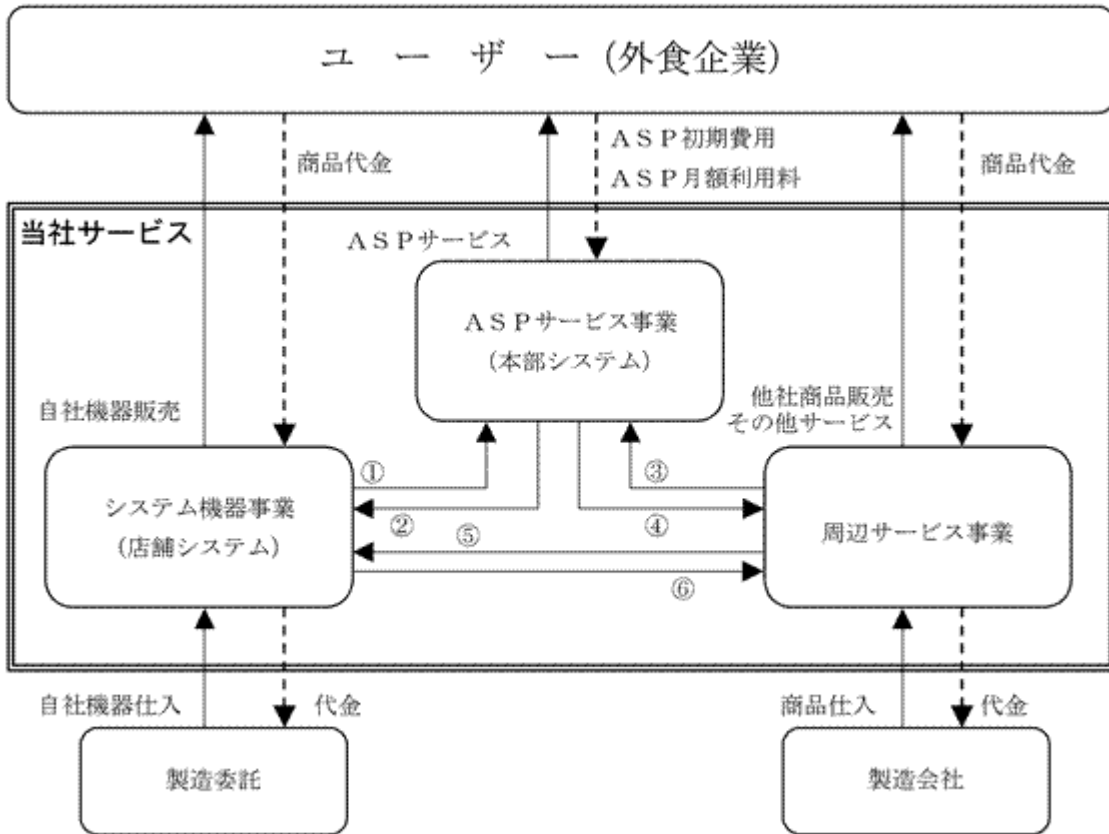 ユーザー(外食企業)
商品代金
ASP初期費用
ASP月額利用料
商品代金
当社サービス
ASPサービス
ASPサービス事業
(本部システム)
自社機器販売
他社商品販売
その他サービス
①
③
システム機器事業
(店舗システム)
②
⑤
④
周辺サービス事業
⑥
自社機器仕入
代金
商品仕入
代金
製造委託
製造会社